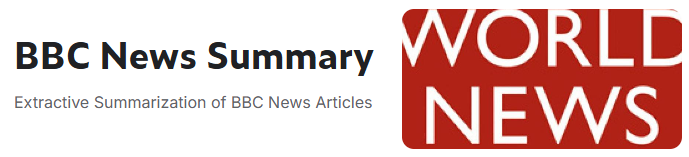 BBC News Summary
Extractive Summarization of BBC News Articles
WORLD
NEWS